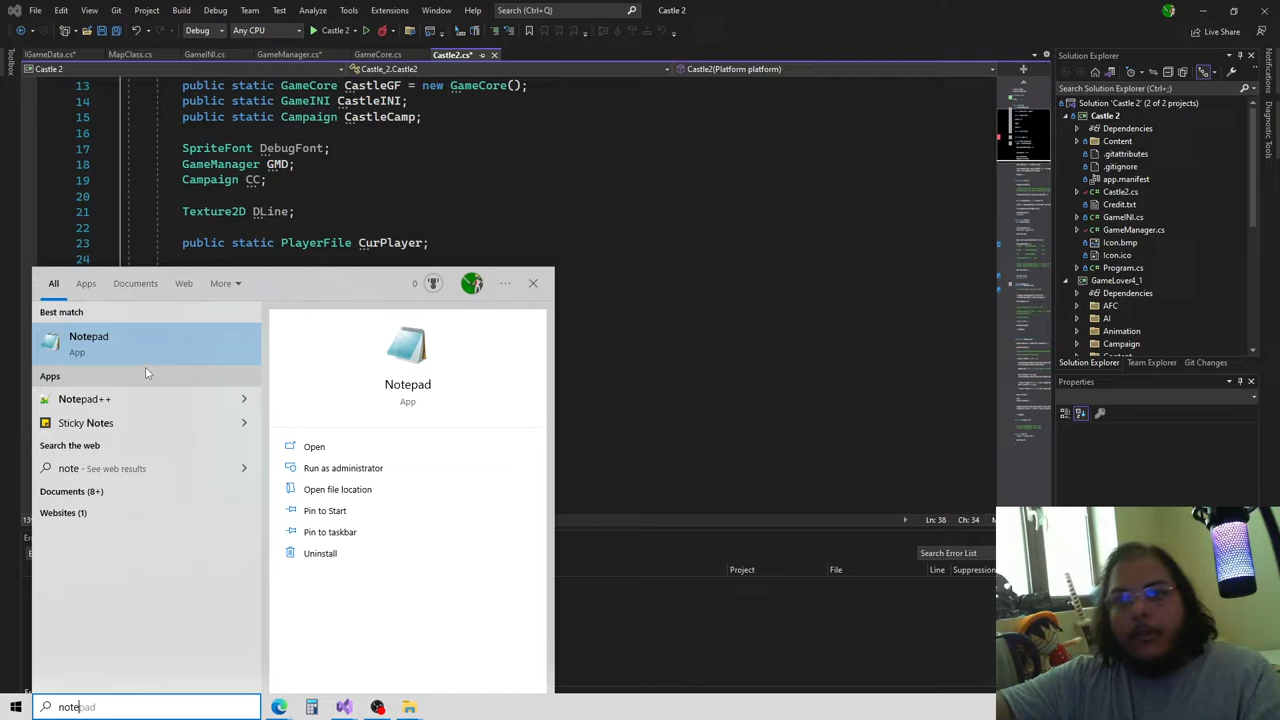 File Edit View Git Project Build Debug Team Test Analyze Tools Extensions Window Help Search (Ctrl+Q) Castle 2
Debug Any CPU Castle 2 Live Share
IGameData.cs* MapClass.cs GameINI.cs GameManager.cs* GameCore.cs Castle2.cs*
Castle 2 Castle_2.Castle2 Castle2(Platform platform)
13 public static GameCore CastleGF = new GameCore();
14 public static GameINI CastleINI;
15 public static Campaign CastleCamp;
16
17 SpriteFont DebugFont;
18 GameManager GMD;
19 Campaign CC;
20
21 Texture2D DLine;
22
23 public static PlayerFile CurPlayer;
24
Toolbox
Solution Explorer
Search Solution Explorer (Ctrl+;)
Solution 'Castle 2' (2 of 2 projects)
Castle 2
Dependencies
Content
.gitattributes
.gitignore
app.manifest
Castle2.cs
Credit.txt
GameINI.cs
GameManager.cs
Icon.bmp
Icon.ico
Program.cs
GameLover4_1
Dependencies
AFC
AI
Animation
Campaign
Solution Explorer Team Explorer Git Changes
Properties
Notifications
Diagnostic Tools
All Apps Documents Web More 0
Best match
Notepad
App
Apps
Notepad++
Sticky Notes
Search the web
note - See web results
Documents (8+)
Websites (1)
Notepad
App
Open
Run as administrator
Open file location
Pin to Start
Pin to taskbar
Uninstall
Ln: 38 Ch: 34
Search Error List
Project File Line Suppression
notepad